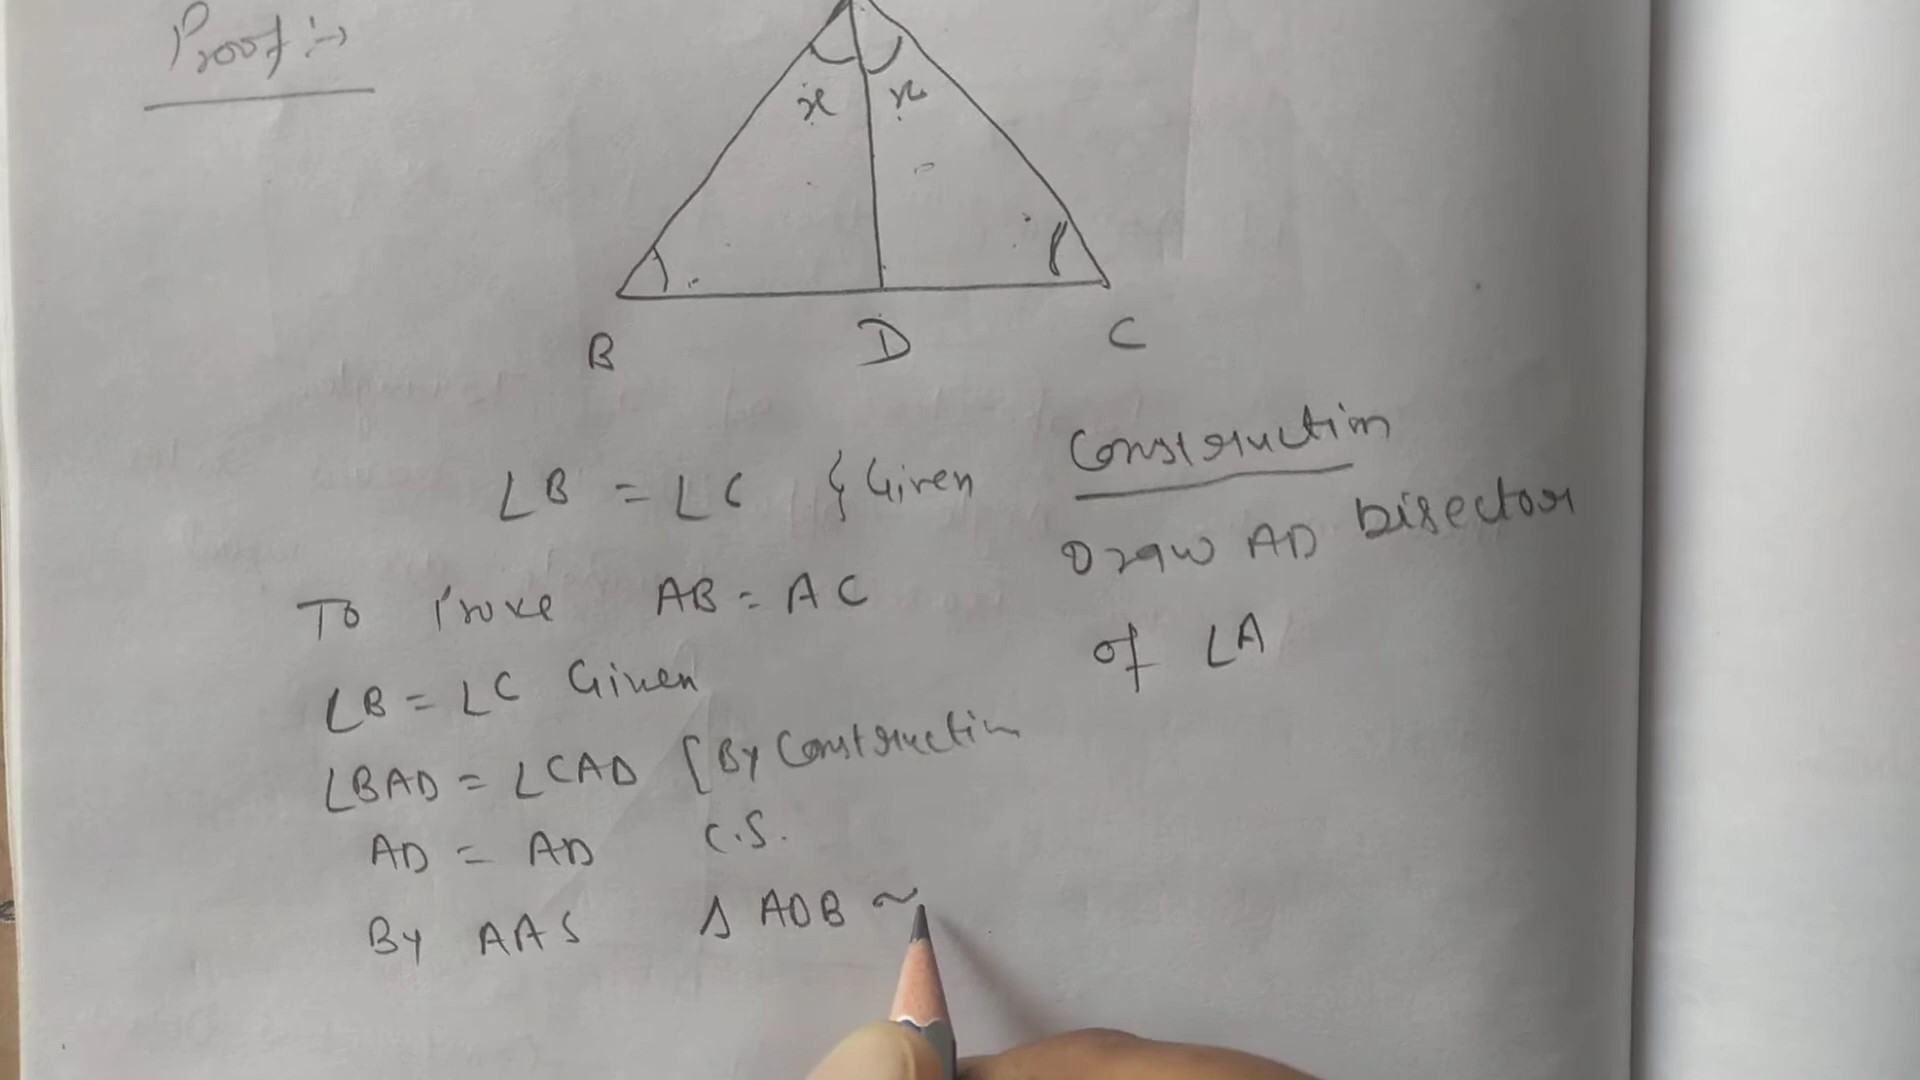 Proof :→
x x
B D C
∠B = ∠C { Given
Construction
Draw AD Bisector
of ∠A
To Prove AB = AC
∠B = ∠C Given
∠BAD = ∠CAD [ By Construction
AD = AD C.S.
By AAS Δ ADB ~